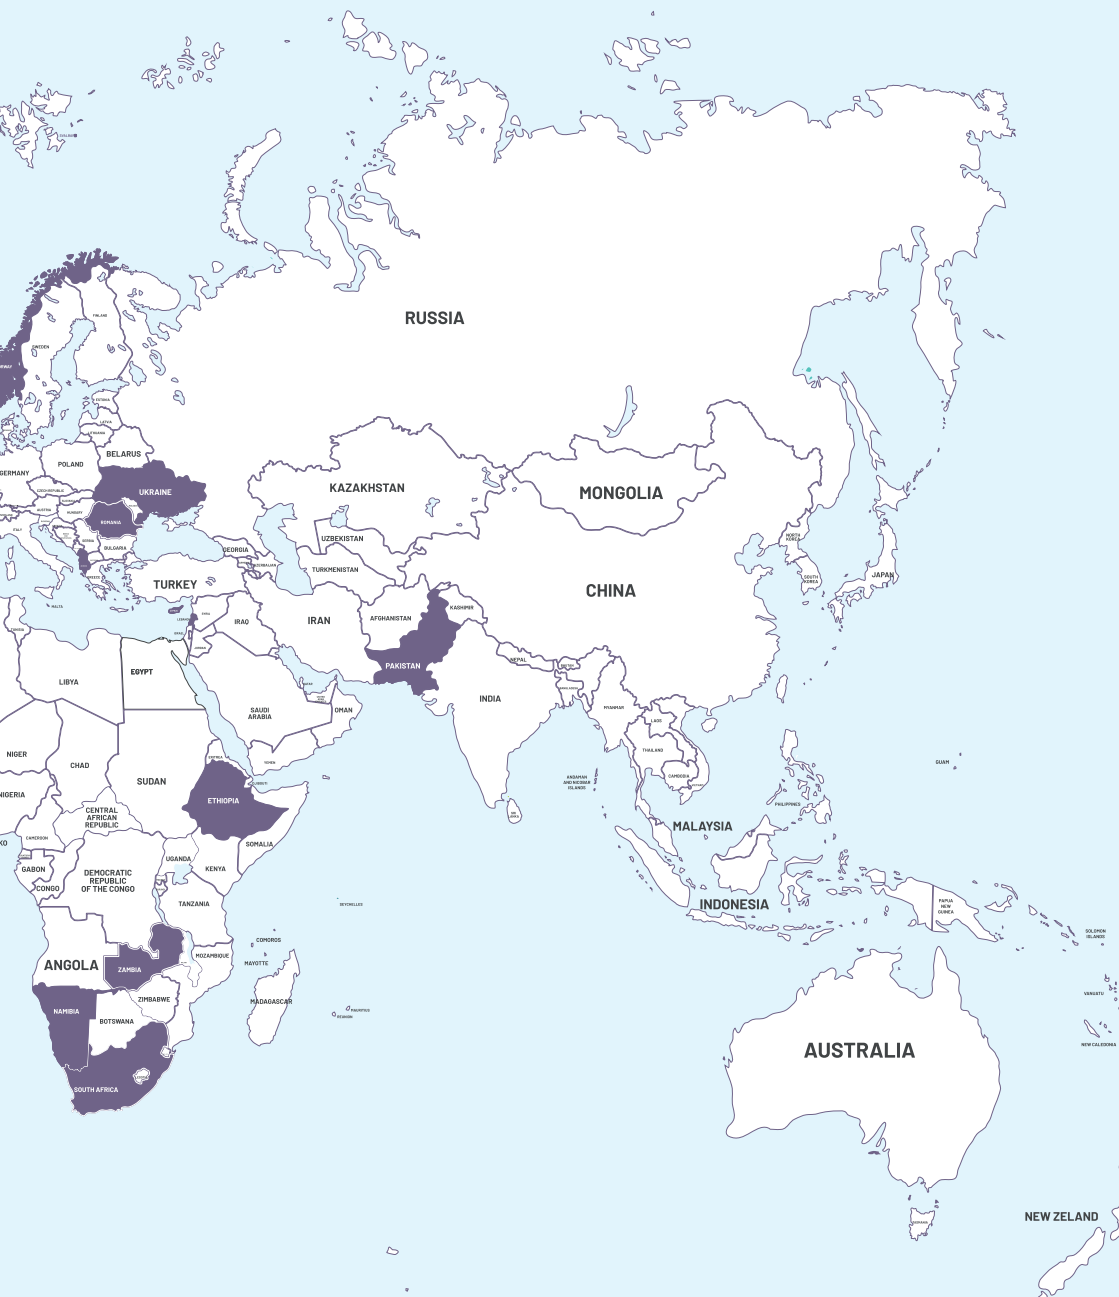 SVALBARD
RUSSIA
FINLAND
SWEDEN
RWAY
ESTONIA
LATVIA
LITHUANIA
BELARUS
POLAND
GERMANY
CZECH REPUBLIC
UKRAINE
AUSTRIA
HUNGARY
ROMANIA
ITALY
SERBIA
BULGARIA
GREECE
MALTA
KAZAKHSTAN
MONGOLIA
UZBEKISTAN
TURKMENISTAN
GEORGIA
AZERBAIJAN
TURKEY
CHINA
NORTH
KOREA
SOUTH
KOREA
JAPAN
TUNISIA
LEBANON
SYRIA
ISRAEL
JORDAN
IRAQ
IRAN
AFGHANISTAN
KASHMIR
PAKISTAN
NEPAL
BHUTAN
BANGLADESH
INDIA
MYANMAR
LAOS
THAILAND
CAMBODIA
LIBYA
EGYPT
SAUDI
ARABIA
OMAN
YEMEN
NIGER
CHAD
SUDAN
ERITREA
DJIBOUTI
ETHIOPIA
SOMALIA
NIGERIA
CENTRAL
AFRICAN
REPUBLIC
CAMEROON
KO
GABON
CONGO
DEMOCRATIC
REPUBLIC
OF THE CONGO
UGANDA
KENYA
TANZANIA
ANDAMAN
AND NICOBAR
ISLANDS
SRI
LANKA
GUAM
PHILIPPINES
MALAYSIA
INDONESIA
PAPUA
NEW
GUINEA
SOLOMON
ISLANDS
SEYCHELLES
COMOROS
MAYOTTE
MOZAMBIQUE
ANGOLA
ZAMBIA
ZIMBABWE
MADAGASCAR
MAURITIUS
REUNION
NAMIBIA
BOTSWANA
SOUTH AFRICA
VANUATU
NEW CALEDONIA
AUSTRALIA
TASMANIA
NEW ZELAND